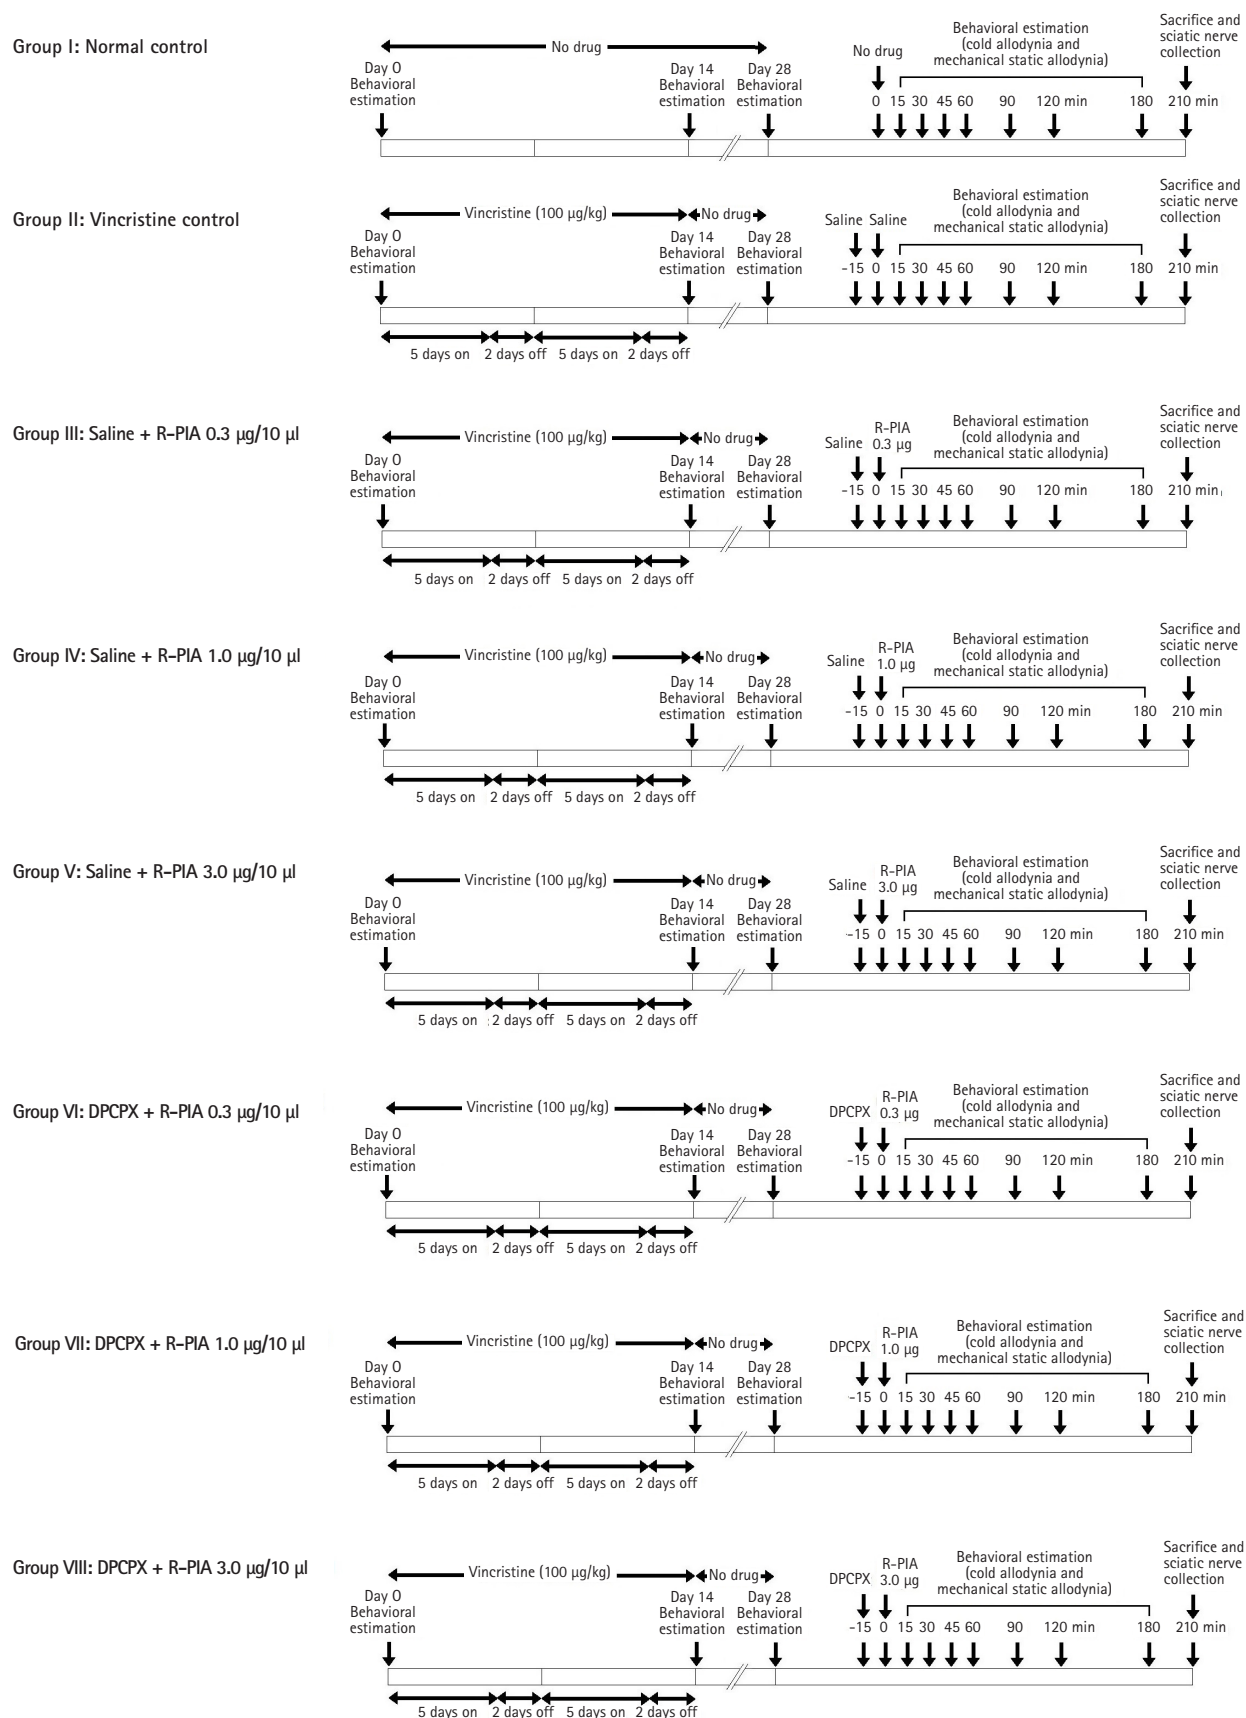 Group I: Normal control
No drug
Day 0
Behavioral
estimation
Day 14
Behavioral
estimation
Day 28
Behavioral
estimation
No drug
Behavioral estimation
(cold allodynia and
mechanical static allodynia)
Sacrifice and
sciatic nerve
collection
0 15 30 45 60 90 120 min 180 210 min
Group II: Vincristine control
Vincristine (100 µg/kg)
No drug
Day 0
Behavioral
estimation
Day 14
Behavioral
estimation
Day 28
Behavioral
estimation
Saline Saline
Behavioral estimation
(cold allodynia and
mechanical static allodynia)
Sacrifice and
sciatic nerve
collection
-15 0 15 30 45 60 90 120 min 180 210 min
5 days on 2 days off 5 days on 2 days off
Group III: Saline + R-PIA 0.3 µg/10 µl
Vincristine (100 µg/kg)
No drug
Day 0
Behavioral
estimation
Day 14
Behavioral
estimation
Day 28
Behavioral
estimation
Saline
R-PIA
0.3 µg
Behavioral estimation
(cold allodynia and
mechanical static allodynia)
Sacrifice and
sciatic nerve
collection
-15 0 15 30 45 60 90 120 min 180 210 min
5 days on 2 days off 5 days on 2 days off
Group IV: Saline + R-PIA 1.0 µg/10 µl
Vincristine (100 µg/kg)
No drug
Day 0
Behavioral
estimation
Day 14
Behavioral
estimation
Day 28
Behavioral
estimation
Saline
R-PIA
1.0 µg
Behavioral estimation
(cold allodynia and
mechanical static allodynia)
Sacrifice and
sciatic nerve
collection
-15 0 15 30 45 60 90 120 min 180 210 min
5 days on 2 days off 5 days on 2 days off
Group V: Saline + R-PIA 3.0 µg/10 µl
Vincristine (100 µg/kg)
No drug
Day 0
Behavioral
estimation
Day 14
Behavioral
estimation
Day 28
Behavioral
estimation
Saline
R-PIA
3.0 µg
Behavioral estimation
(cold allodynia and
mechanical static allodynia)
Sacrifice and
sciatic nerve
collection
-15 0 15 30 45 60 90 120 min 180 210 min
5 days on 2 days off 5 days on 2 days off
Group VI: DPCPX + R-PIA 0.3 µg/10 µl
Vincristine (100 µg/kg)
No drug
Day 0
Behavioral
estimation
Day 14
Behavioral
estimation
Day 28
Behavioral
estimation
DPCPX
R-PIA
0.3 µg
Behavioral estimation
(cold allodynia and
mechanical static allodynia)
Sacrifice and
sciatic nerve
collection
-15 0 15 30 45 60 90 120 min 180 210 min
5 days on 2 days off 5 days on 2 days off
Group VII: DPCPX + R-PIA 1.0 µg/10 µl
Vincristine (100 µg/kg)
No drug
Day 0
Behavioral
estimation
Day 14
Behavioral
estimation
Day 28
Behavioral
estimation
DPCPX
R-PIA
1.0 µg
Behavioral estimation
(cold allodynia and
mechanical static allodynia)
Sacrifice and
sciatic nerve
collection
-15 0 15 30 45 60 90 120 min 180 210 min
5 days on 2 days off 5 days on 2 days off
Group VIII: DPCPX + R-PIA 3.0 µg/10 µl
Vincristine (100 µg/kg)
No drug
Day 0
Behavioral
estimation
Day 14
Behavioral
estimation
Day 28
Behavioral
estimation
DPCPX
R-PIA
3.0 µg
Behavioral estimation
(cold allodynia and
mechanical static allodynia)
Sacrifice and
sciatic nerve
collection
-15 0 15 30 45 60 90 120 min 180 210 min
5 days on 2 days off 5 days on 2 days off